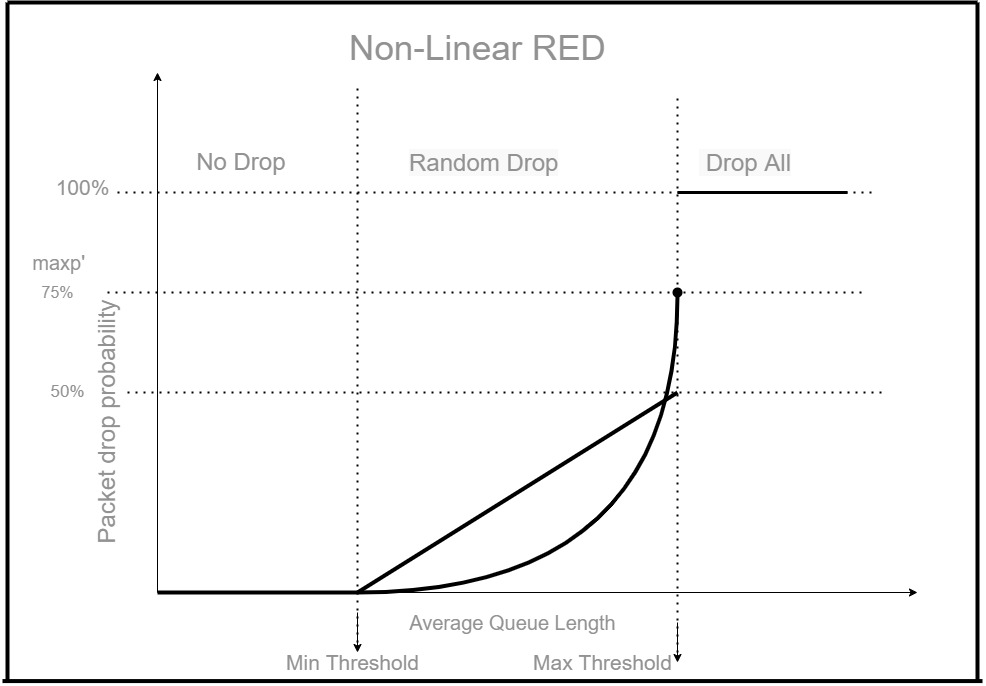 Non-Linear RED
No Drop
Random Drop
Drop All
100%
maxp'
75%
Packet drop probability
50%
Average Queue Length
Min Threshold
Max Threshold